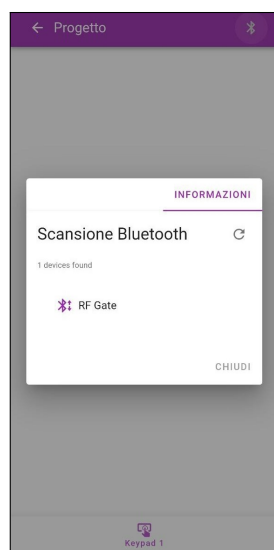 Progetto
INFORMAZIONI
Scansione Bluetooth
1 devices found
RF Gate
CHIUDI
Keypad 1